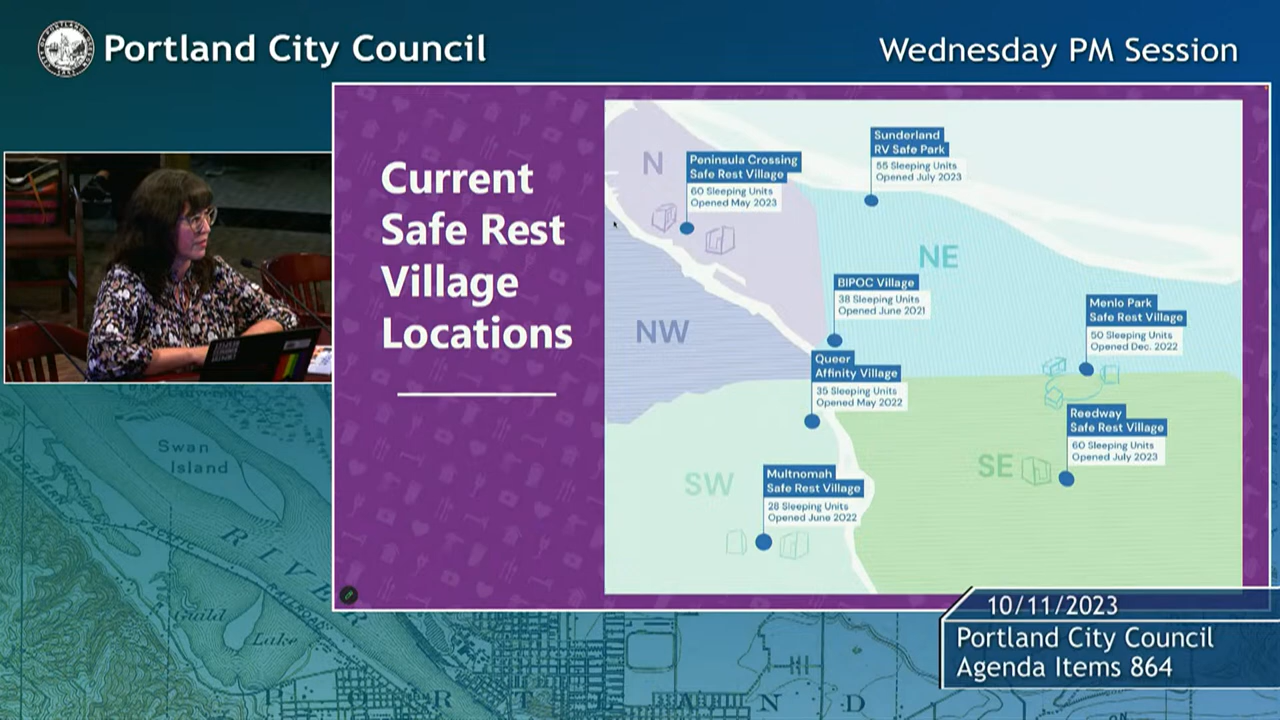 Portland City Council
Wednesday PM Session
Current
Safe Rest
Village
Locations
N
Peninsula Crossing
Safe Rest Village
60 Sleeping Units
Opened May 2023
Sunderland
RV Safe Park
55 Sleeping Units
Opened July 2023
NE
BIPOC Village
38 Sleeping Units
Opened June 2021
Menlo Park
Safe Rest Village
50 Sleeping Units
Opened Dec. 2022
NW
Queer
Affinity Village
35 Sleeping Units
Opened May 2022
Reedway
Safe Rest Village
60 Sleeping Units
Opened July 2023
SE
SW
Multnomah
Safe Rest Village
28 Sleeping Units
Opened June 2022
Swan
Island
RIVER
Guild
Lake
10/11/2023
Portland City Council
Agenda Items 864